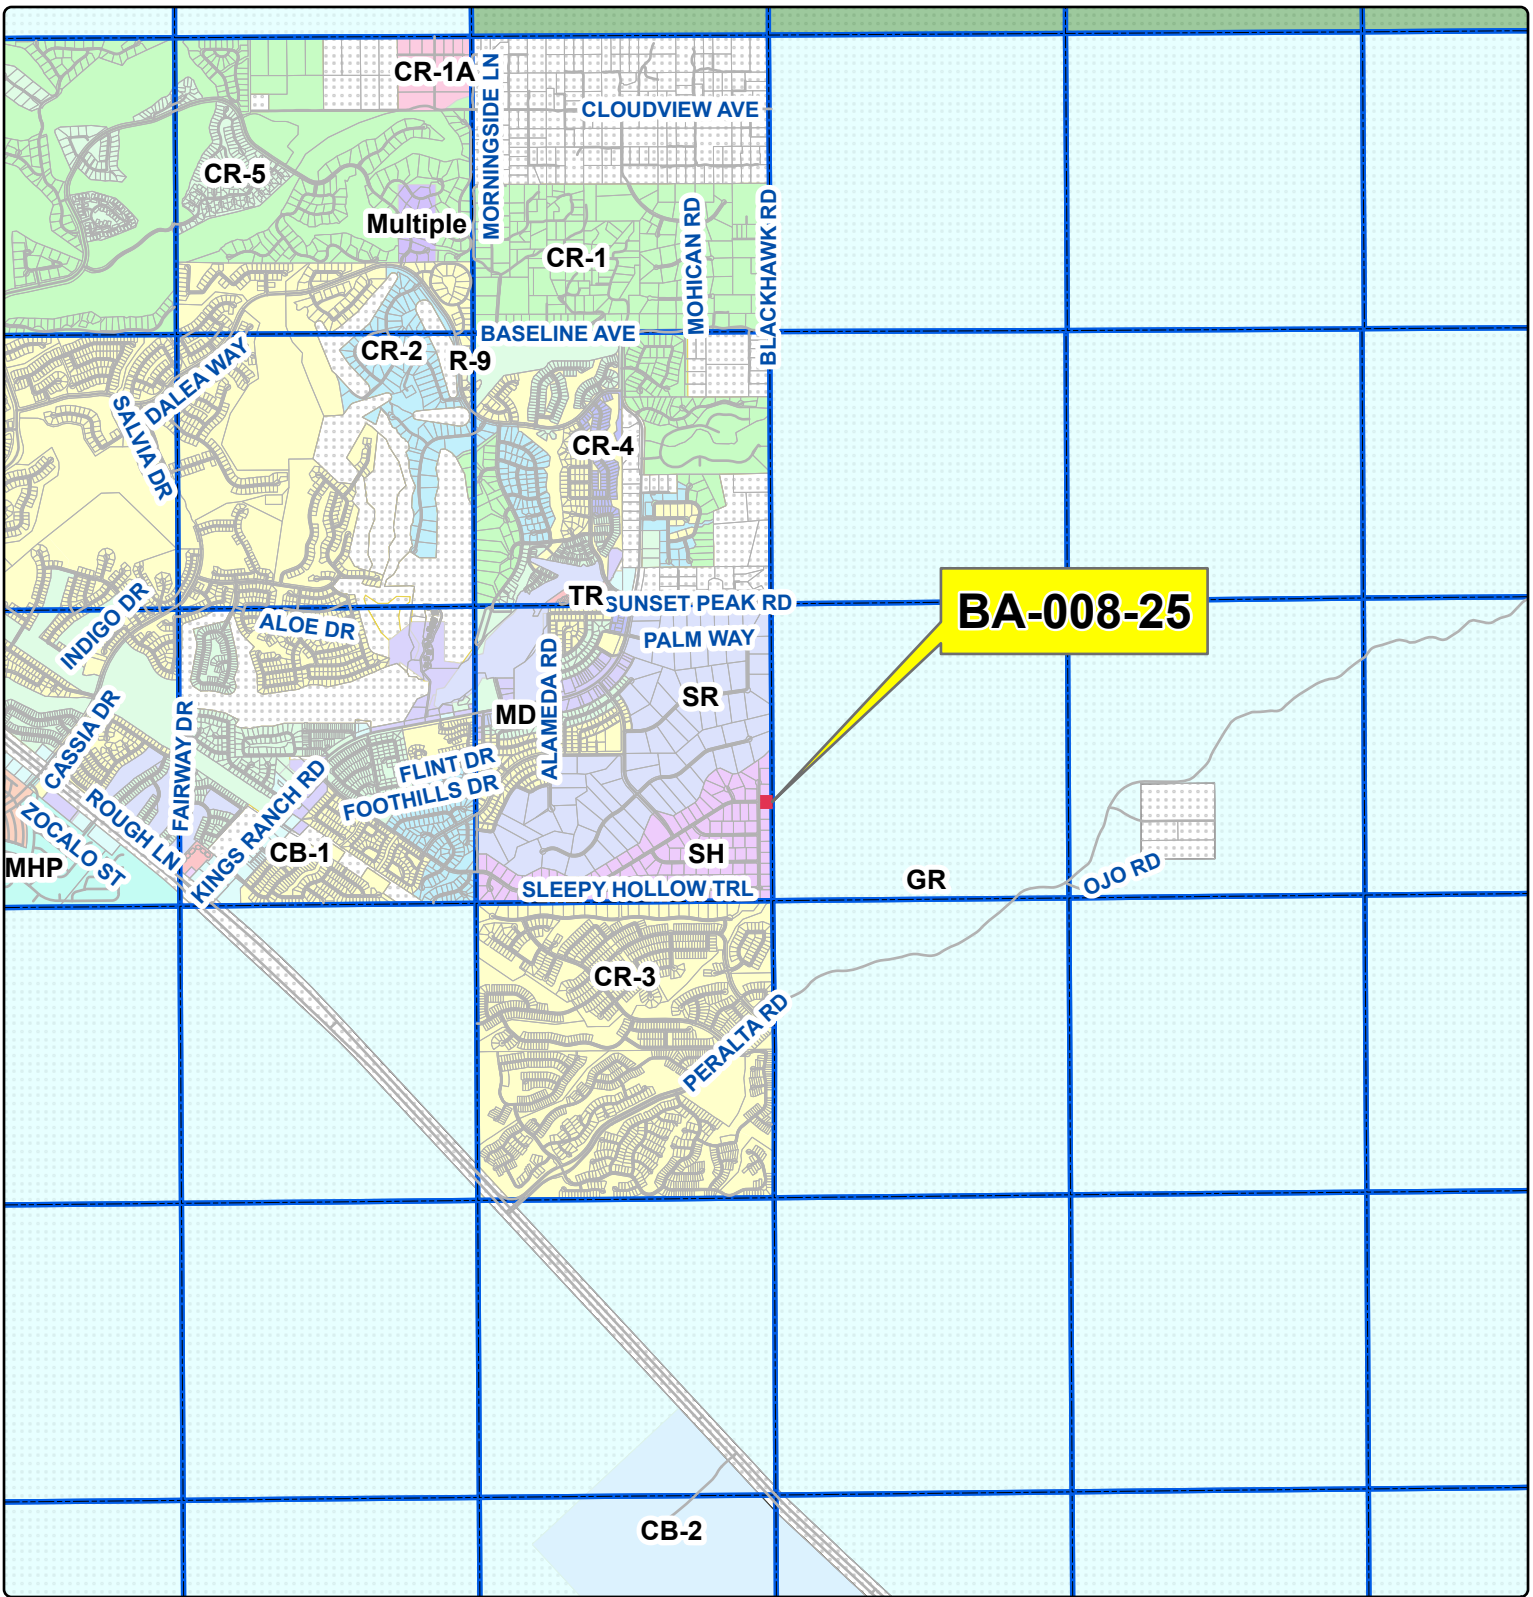 CR-1A
MORNINGSIDE LN
CLOUDVIEW AVE
CR-5
Multiple
CR-1
MOHICAN RD
BLACKHAWK RD
BASELINE AVE
CR-2
R-9
DALEA WAY
SALVIA DR
CR-4
TR
SUNSET PEAK RD
BA-008-25
INDIGO DR
ALOE DR
PALM WAY
ALAMEDA RD
SR
MD
CASSIA DR
FAIRWAY DR
FLINT DR
FOOTHILLS DR
KINGS RANCH RD
ROUGH LN
ZOCALO ST
MHP
CB-1
SH
SLEEPY HOLLOW TRL
GR
OJO RD
CR-3
PERALTA RD
CB-2